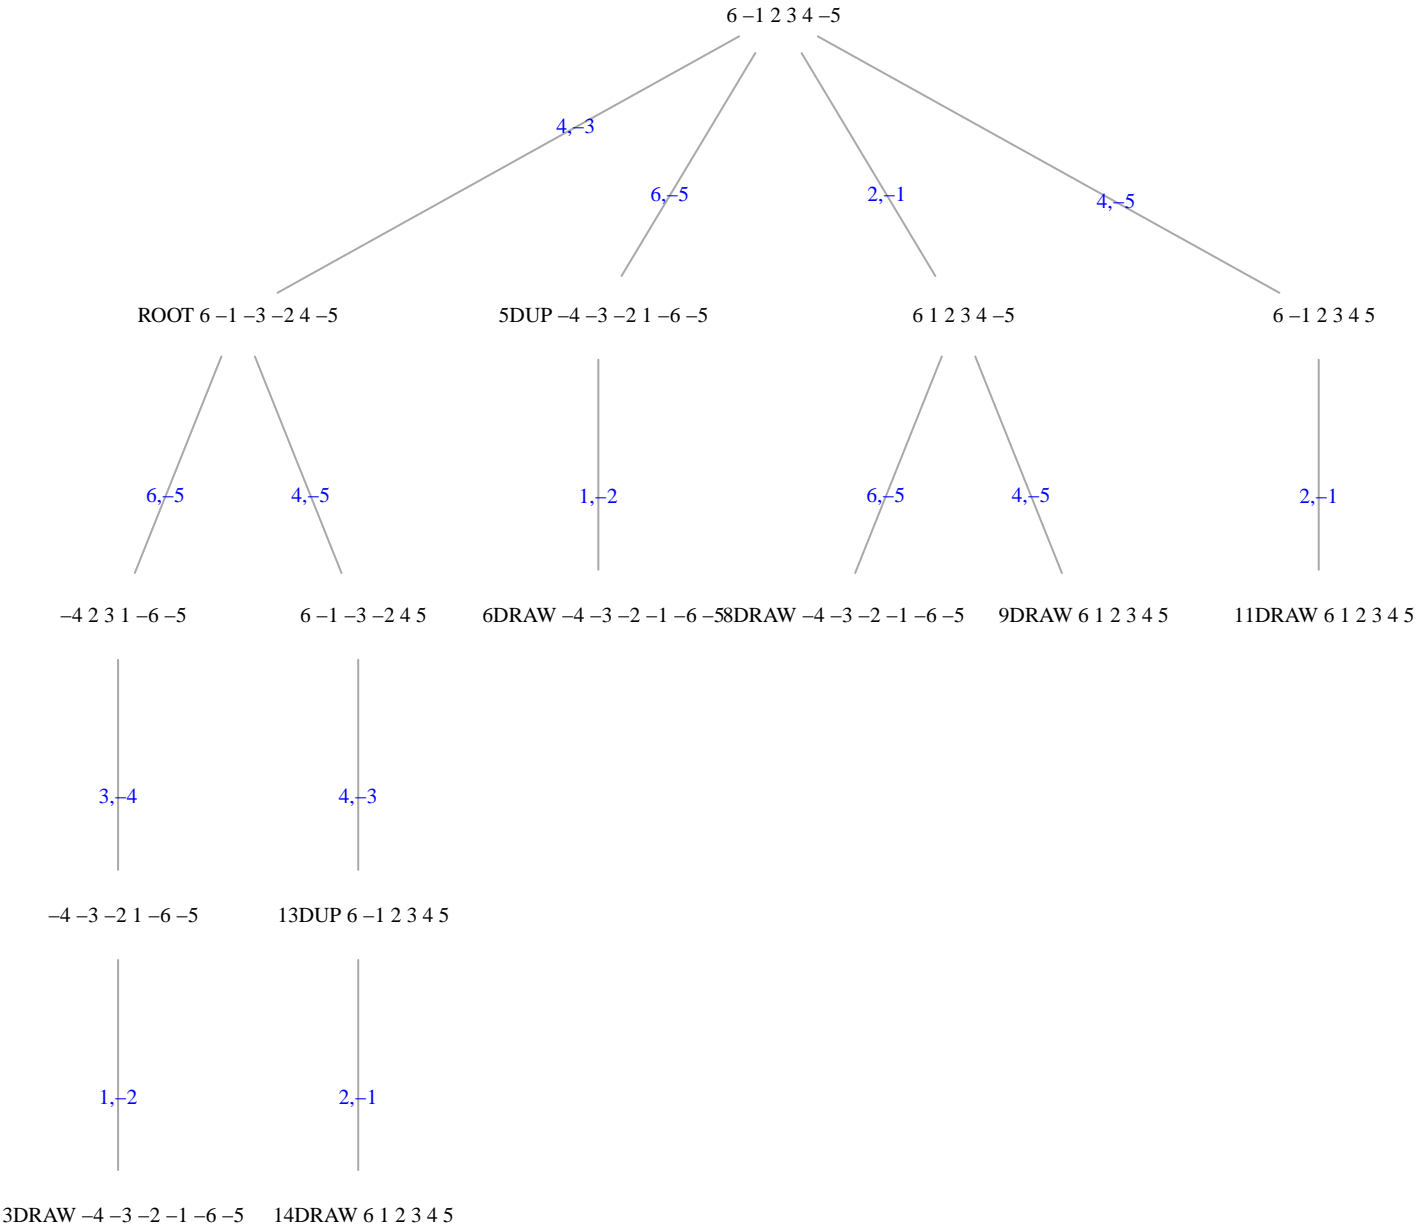 6 –1 2 3 4 –5
4,–3
6,–5
2,–1
4,–5
ROOT 6 –1 –3 –2 4 –5
5DUP –4 –3 –2 1 –6 –5
6 1 2 3 4 –5
6 –1 2 3 4 5
6,–5
4,–5
1,–2
6,–5
4,–5
2,–1
–4 2 3 1 –6 –5
6 –1 –3 –2 4 5
6DRAW –4 –3 –2 –1 –6 –5
8DRAW –4 –3 –2 –1 –6 –5
9DRAW 6 1 2 3 4 5
11DRAW 6 1 2 3 4 5
3,–4
4,–3
–4 –3 –2 1 –6 –5
13DUP 6 –1 2 3 4 5
1,–2
2,–1
3DRAW –4 –3 –2 –1 –6 –5
14DRAW 6 1 2 3 4 5